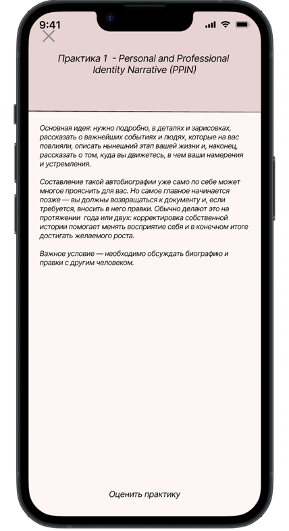 9:41
Практика 1 - Personal and Professional
Identity Narrative (PPIN)
Основная идея: нужно подробно, в деталях и зарисовках,
рассказать о важнейших событиях и людях, которые на вас
повлияли, описать нынешний этап вашей жизни и, наконец,
рассказать о том, куда вы движетесь, в чем ваши намерения
и устремления.
Составление такой автобиографии уже само по себе может
многое прояснить для вас. Но самое главное начинается
позже — вы должны возвращаться к документу и, если
требуется, вносить в него правки. Обычно делают это на
протяжении года или двух: корректировка собственной
истории помогает менять восприятие себя и в конечном итоге
достигать желаемого роста.
Важное условие — необходимо обсуждать биографию и
правки с другим человеком.
Оценить практику